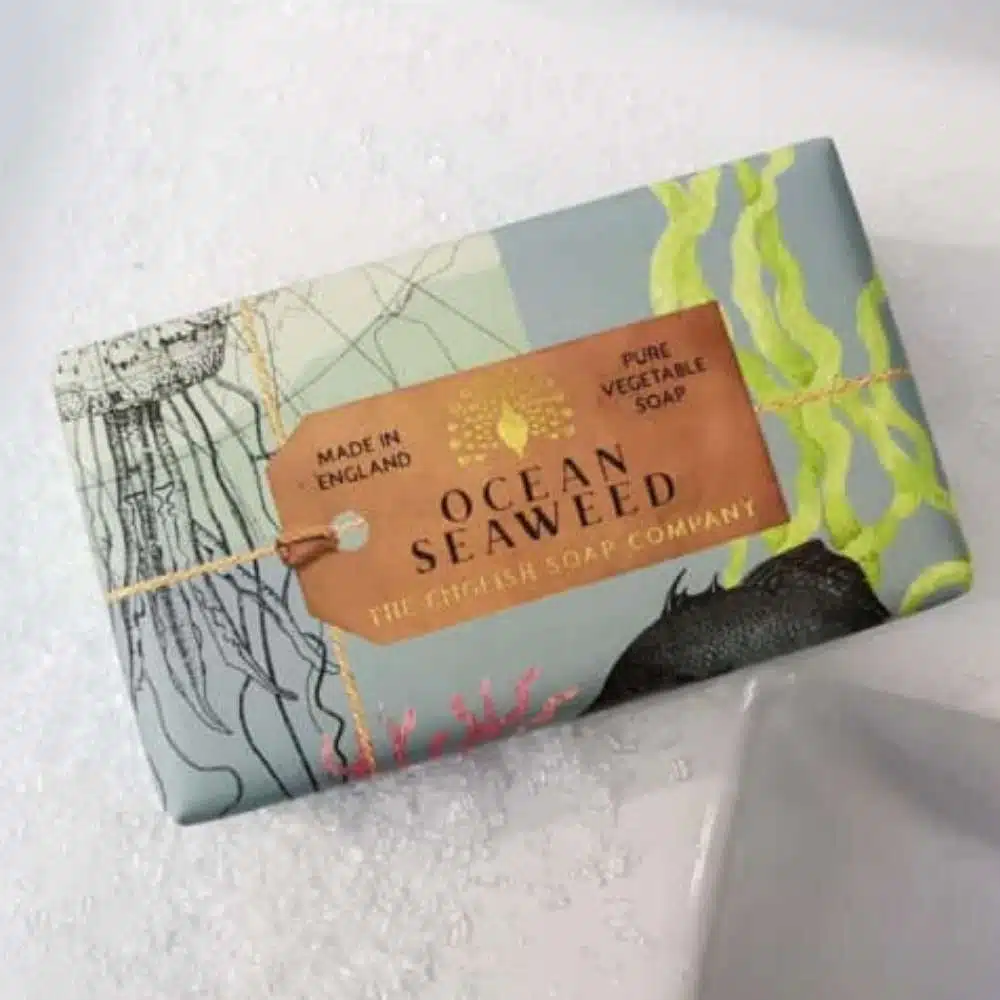 MADE IN
ENGLAND
PURE
VEGETABLE
SOAP
OCEAN
SEAWEED
THE ENGLISH SOAP COMPANY